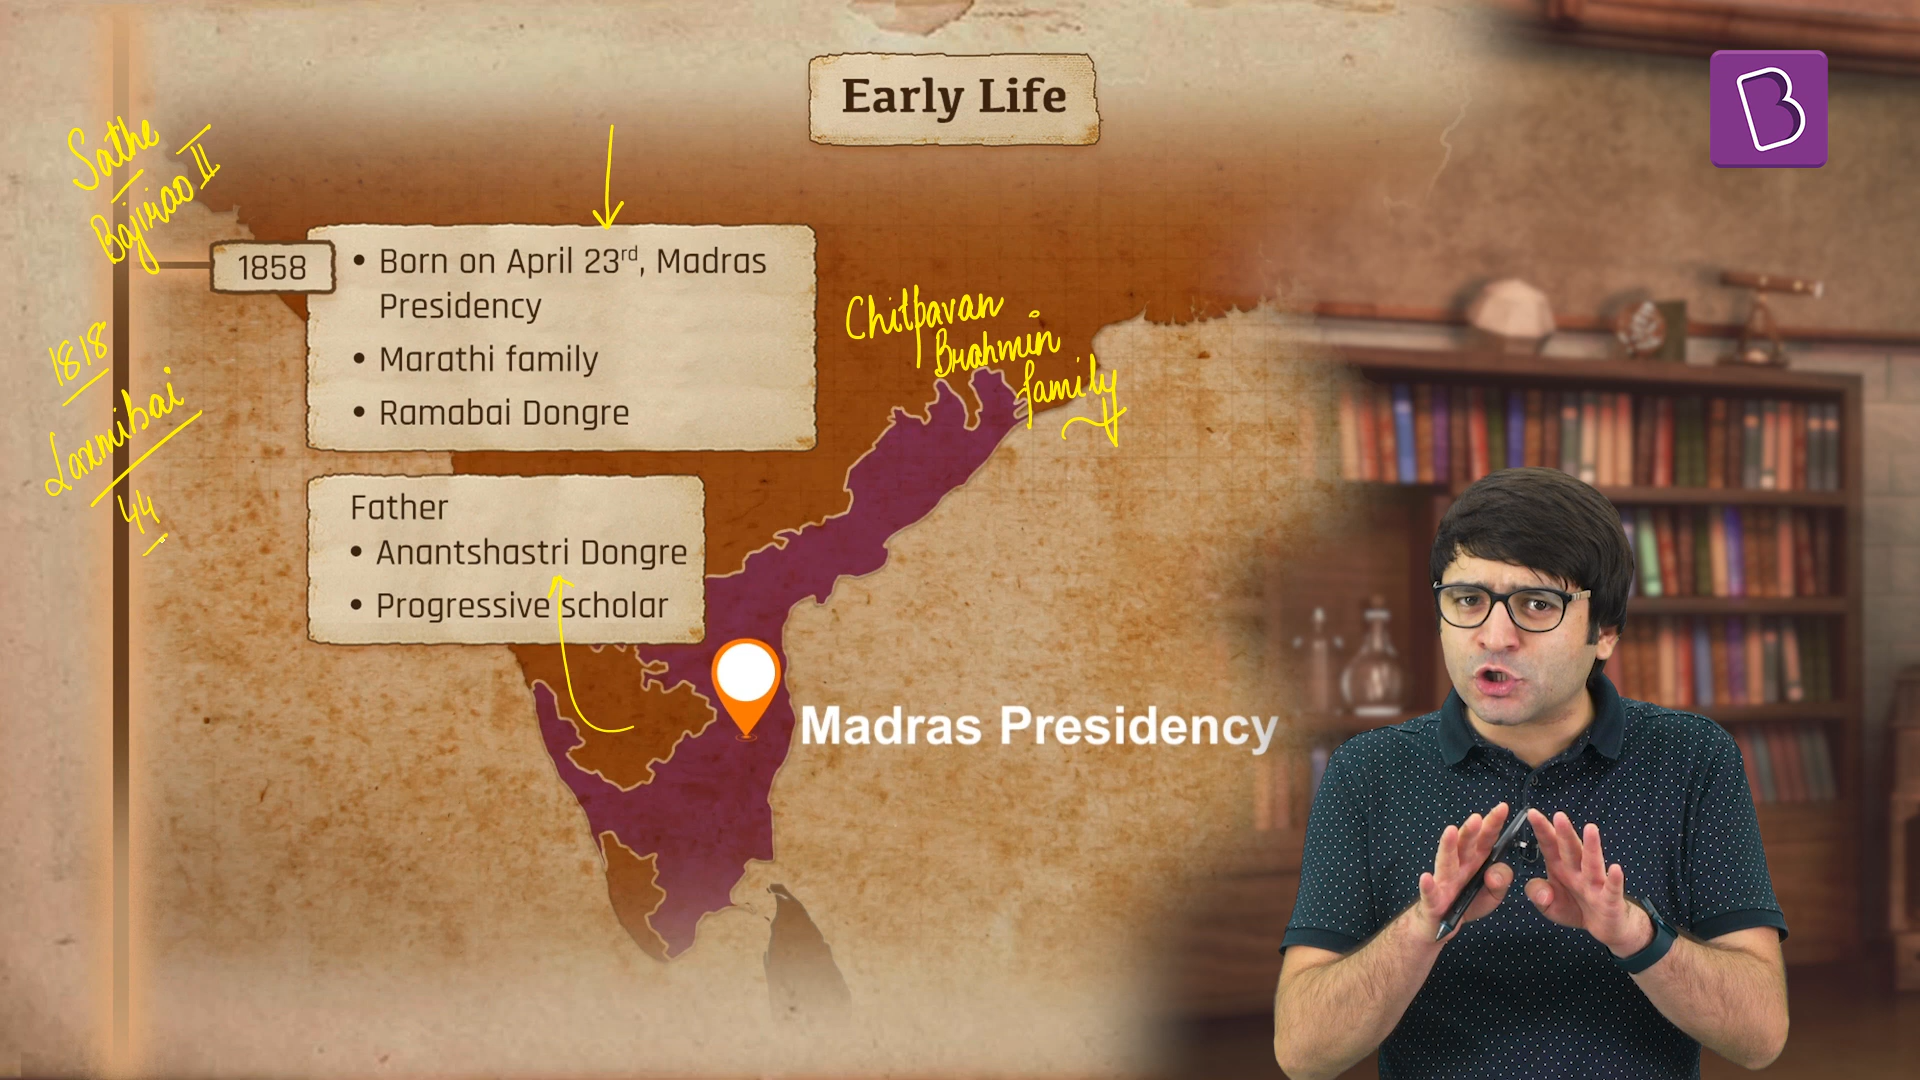 Early Life
Sathe
Bajirao II
1858
• Born on April 23rd, Madras
Presidency
• Marathi family
• Ramabai Dongre
Chitpavan
Brahmin
family
1818
Laxmibai
44
Father
• Anantshastri Dongre
• Progressive scholar
Madras Presidency
B